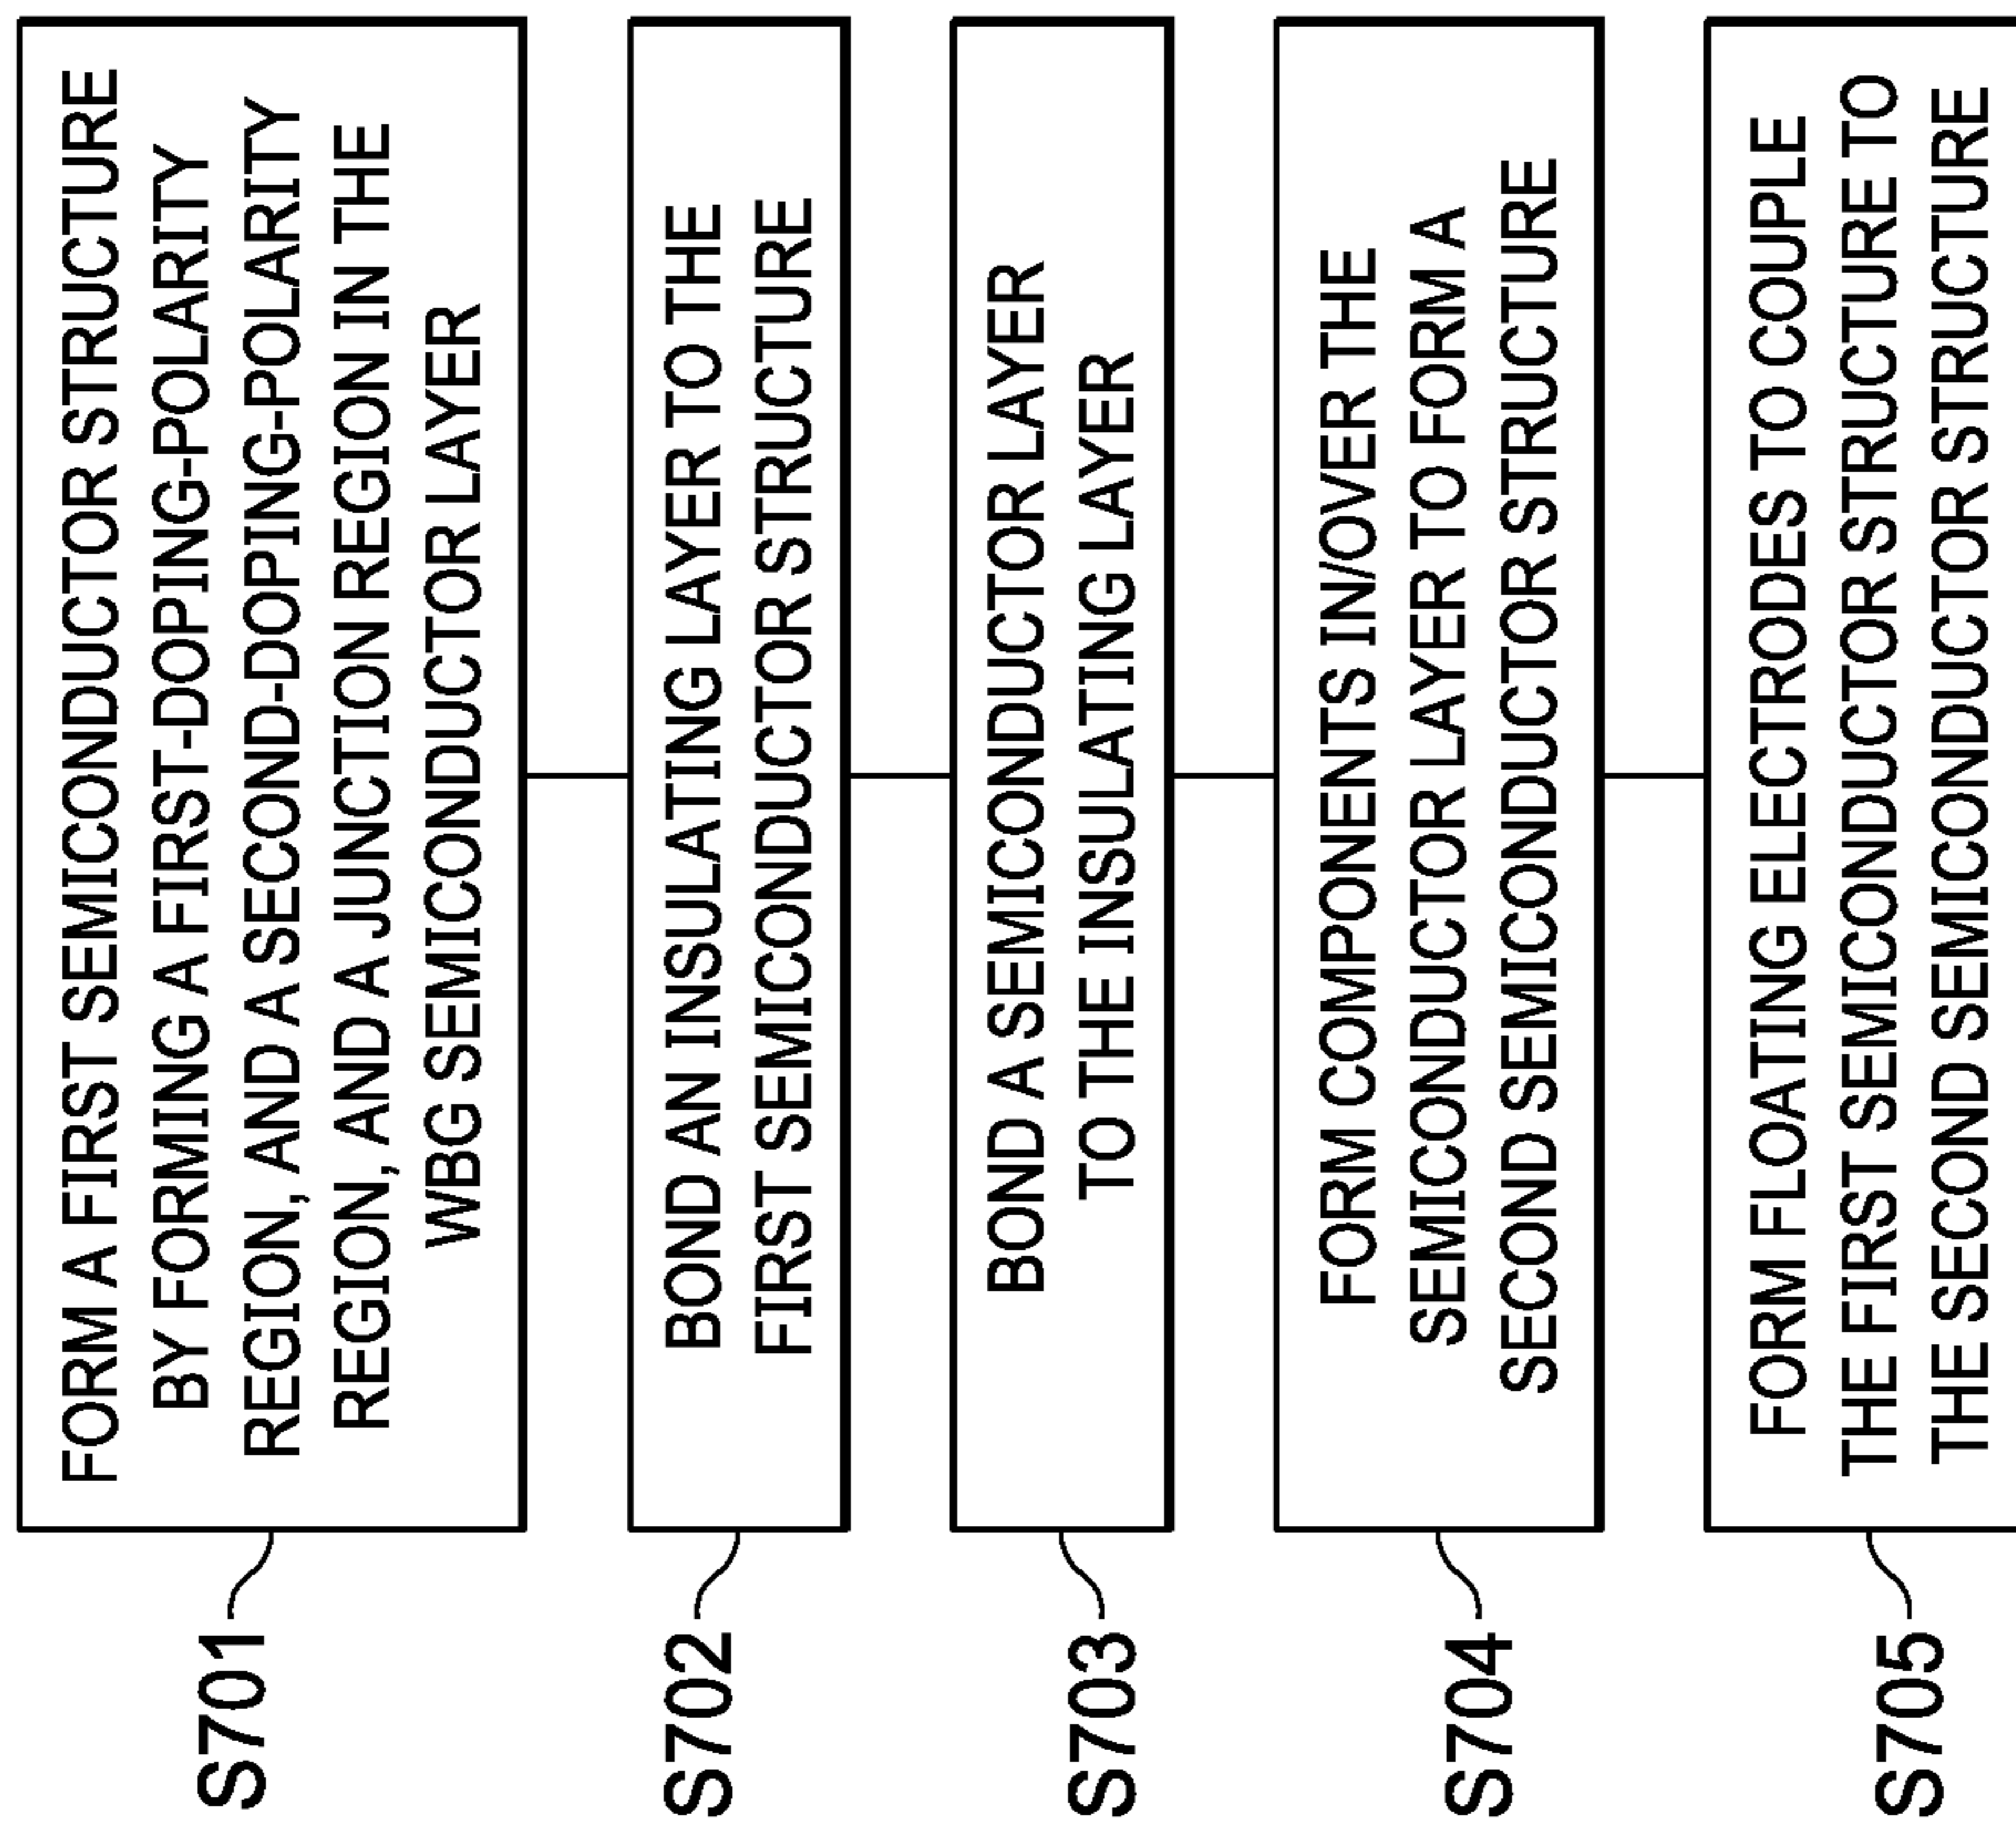 S701
FORM A FIRST SEMICONDUCTOR STRUCTURE
BY FORMING A FIRST-DOPING-POLARITY
REGION, AND A SECOND-DOPING-POLARITY
REGION, AND A JUNCTION REGION IN THE
WBG SEMICONDUCTOR LAYER
S702
BOND AN INSULATING LAYER TO THE
FIRST SEMICONDUCTOR STRUCTURE
S703
BOND A SEMICONDUCTOR LAYER
TO THE INSULATING LAYER
S704
FORM COMPONENTS IN/OVER THE
SEMICONDUCTOR LAYER TO FORM A
SECOND SEMICONDUCTOR STRUCTURE
S705
FORM FLOATING ELECTRODES TO COUPLE
THE FIRST SEMICONDUCTOR STRUCTURE TO
THE SECOND SEMICONDUCTOR STRUCTURE